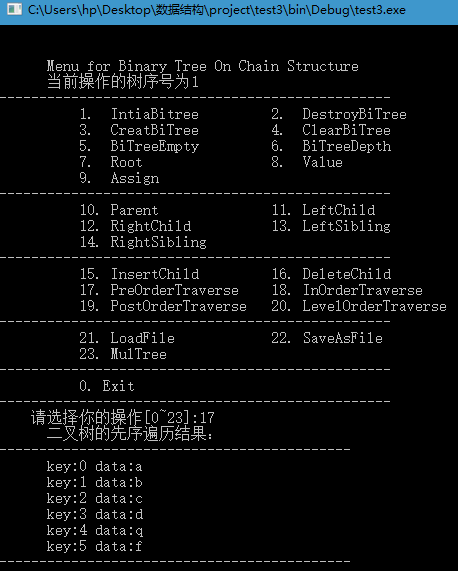 C:\Users\hp\Desktop\数据结构\project\test3\bin\Debug\test3.exe
Menu for Binary Tree On Chain Structure
当前操作的树序号为1
------------------------------------------------
1. IntiaBitree 2. DestroyBiTree
3. CreatBiTree 4. ClearBiTree
5. BiTreeEmpty 6. BiTreeDepth
7. Root 8. Value
9. Assign
------------------------------------------------
10. Parent 11. LeftChild
12. RightChild 13. LeftSibling
14. RightSibling
------------------------------------------------
15. InsertChild 16. DeleteChild
17. PreOrderTraverse 18. InOrderTraverse
19. PostOrderTraverse 20. LevelOrderTraverse
------------------------------------------------
21. LoadFile 22. SaveAsFile
23. MulTree
------------------------------------------------
0. Exit
------------------------------------------------
请选择你的操作[0~23]:17
二叉树的先序遍历结果:
-------------------------------------------
key:0 data:a
key:1 data:b
key:2 data:c
key:3 data:d
key:4 data:q
key:5 data:f
-------------------------------------------